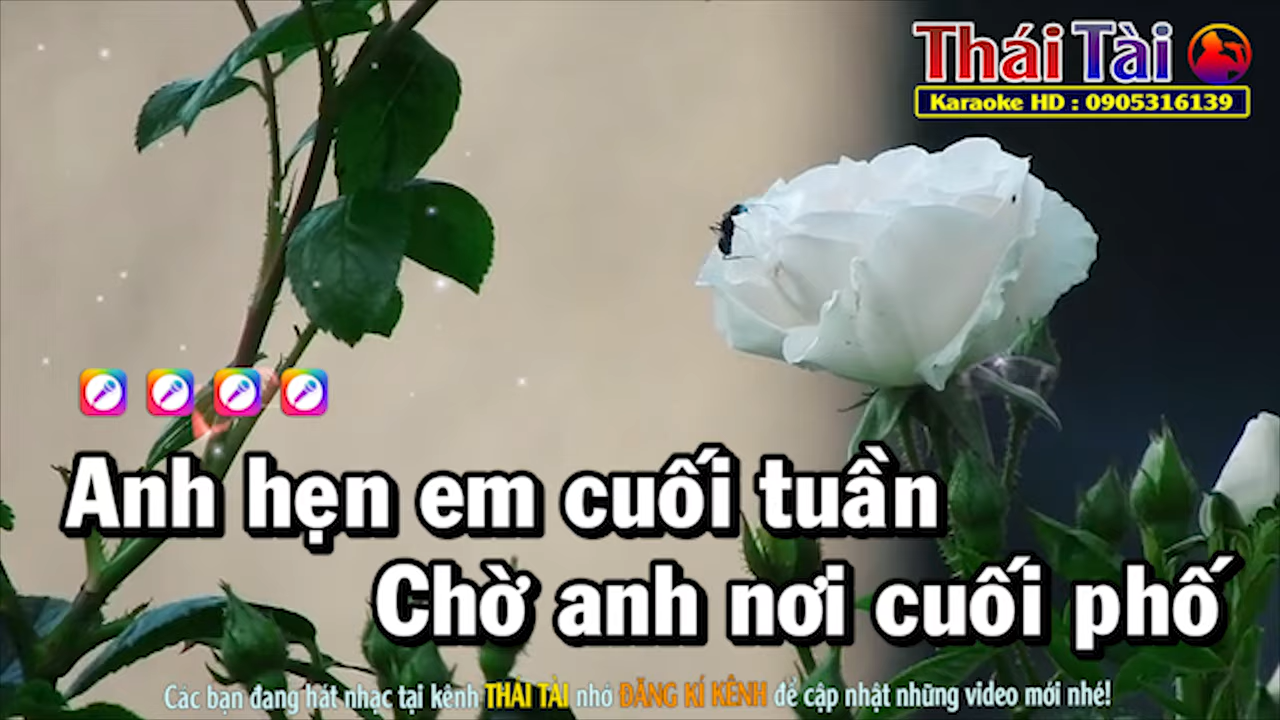 Thái Tài
Karaoke HD : 0905316139
Anh hẹn em cuối tuần
Chờ anh nơi cuối phố
Các bạn đang hát nhạc tại kênh THÁI TÀI nhớ ĐĂNG KÍ KÊNH để cập nhật những video mới nhé!